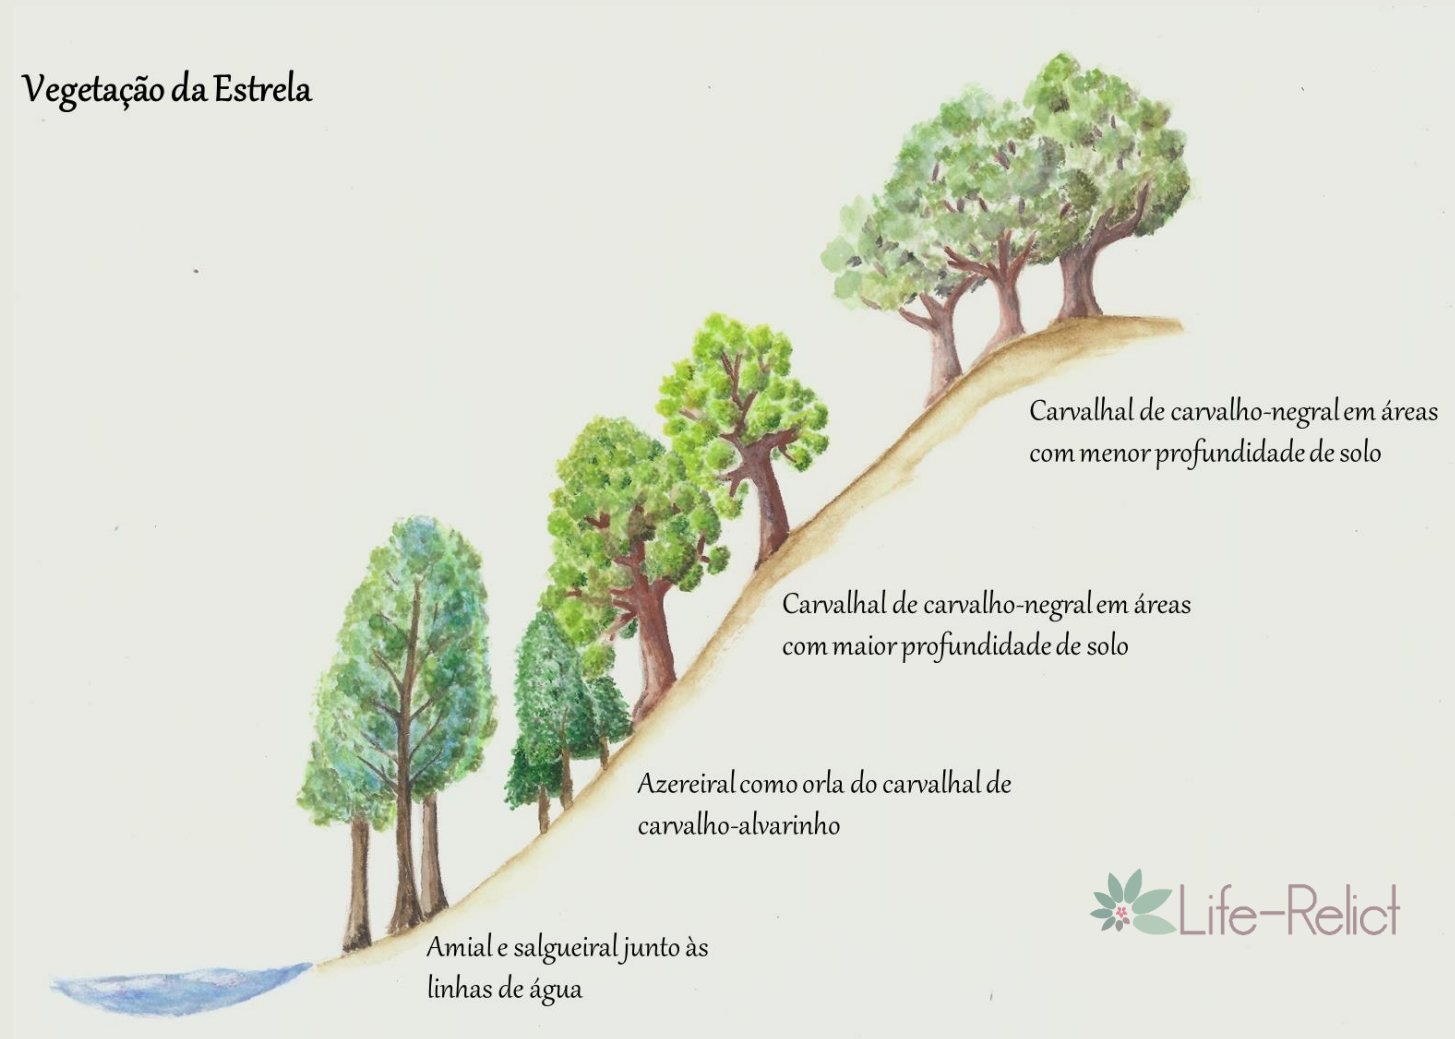 Vegetação da Estrela
Carvalhal de carvalho-negral em áreas
com menor profundidade de solo
Carvalhal de carvalho-negral em áreas
com maior profundidade de solo
Azereiral como orla do carvalhal de
carvalho-alvarinho
Life-Relict
Amial e salgueiral junto às
linhas de água